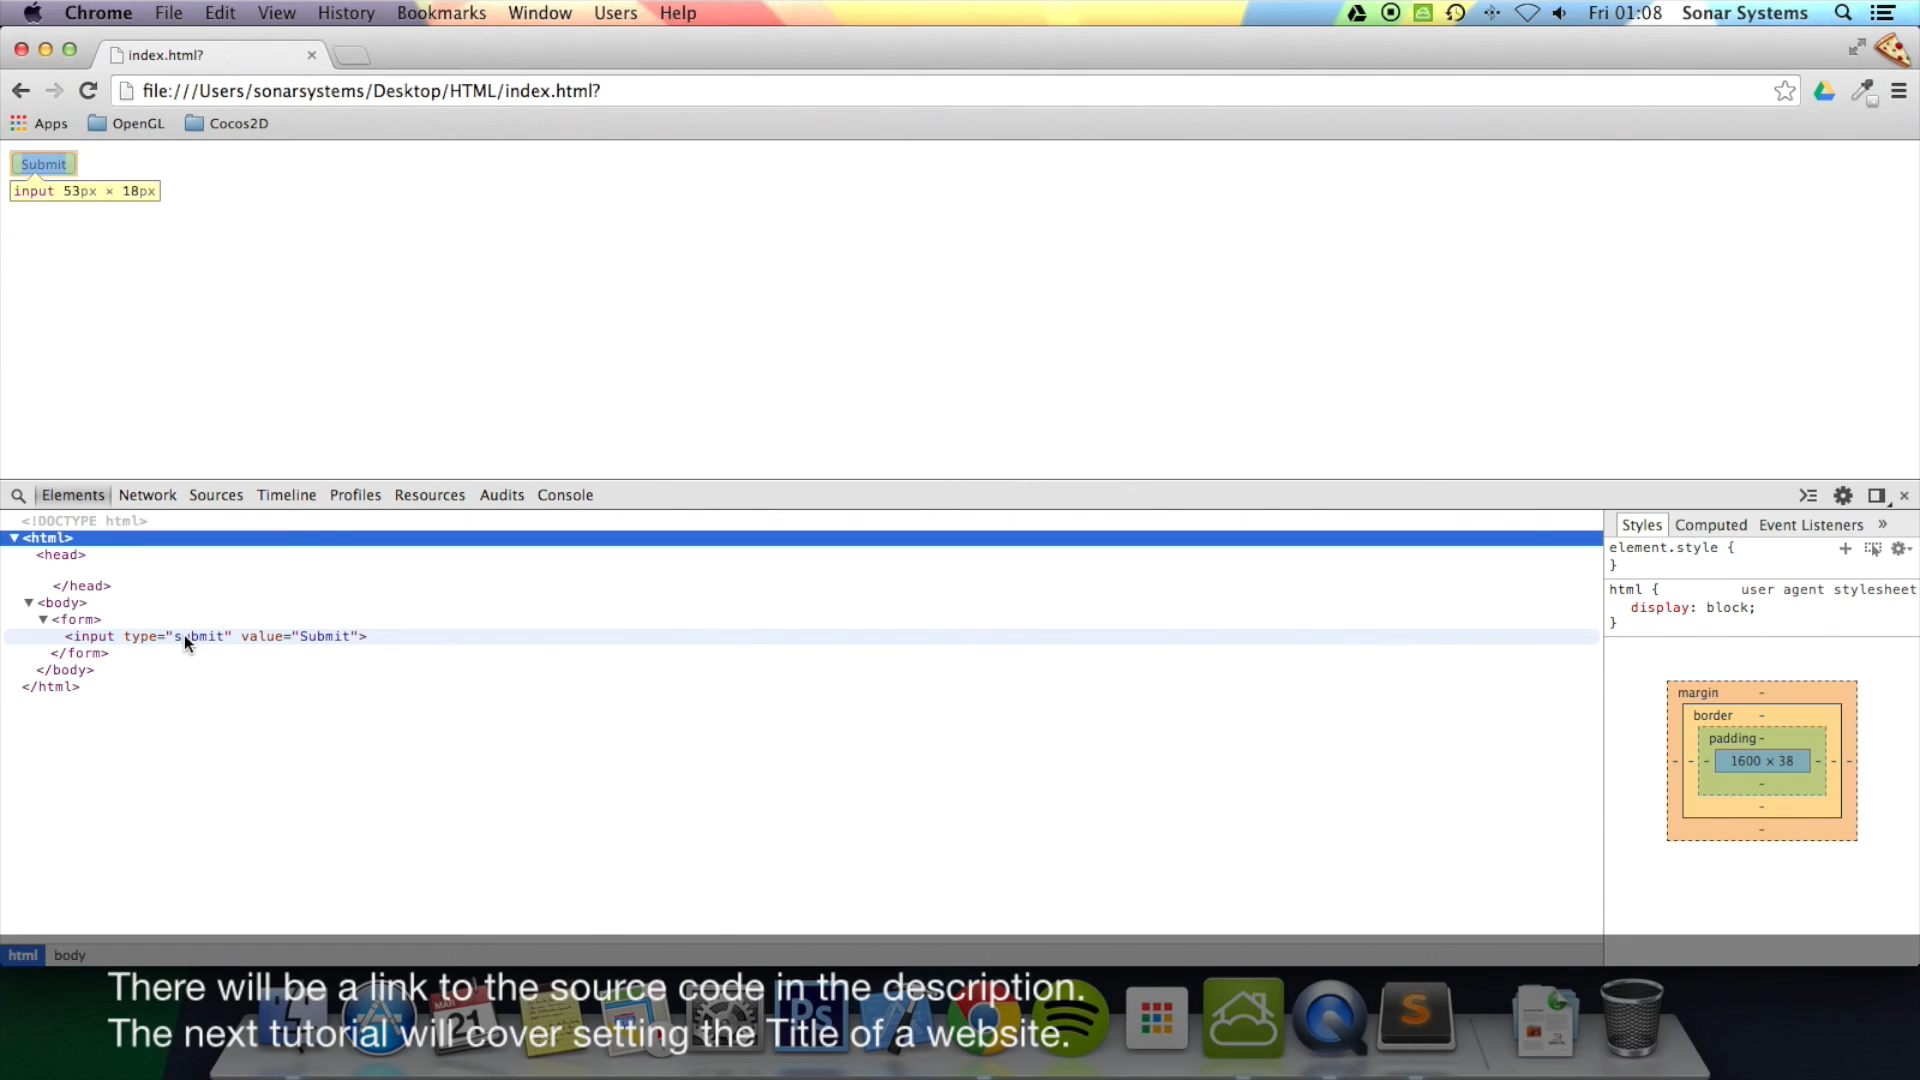 Chrome File Edit View History Bookmarks Window Users Help Fri 01:08 Sonar Systems
index.html?
file:///Users/sonarsystems/Desktop/HTML/index.html?
Apps OpenGL Cocos2D
Submit
input 53px × 18px
Elements Network Sources Timeline Profiles Resources Audits Console
<!DOCTYPE html>
<html>
<head>
</head>
<body>
<form>
<input type="submit" value="Submit">
</form>
</body>
</html>
Styles Computed Event Listeners »
element.style {
}
html { user agent stylesheet
display: block;
}
margin -
border -
padding -
- - - 1600 × 38 - - -
-
-
-
html body
There will be a link to the source code in the description.
The next tutorial will cover setting the Title of a website.
MAR
21
Ps
S